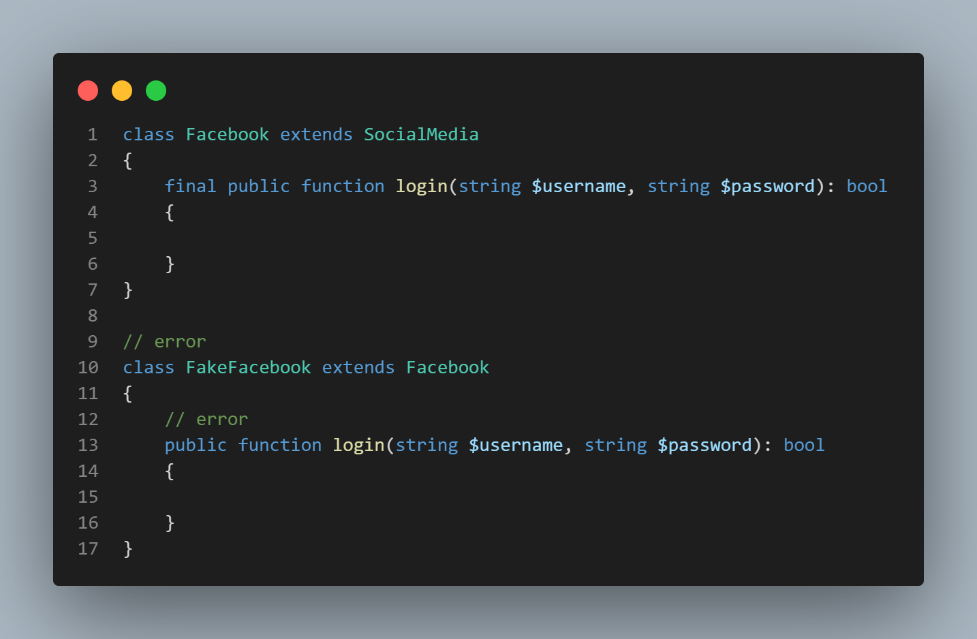 1 class Facebook extends SocialMedia
2 {
3     final public function login(string $username, string $password): bool
4     {
5
6     }
7 }
8
9 // error
10 class FakeFacebook extends Facebook
11 {
12     // error
13     public function login(string $username, string $password): bool
14     {
15
16     }
17 }